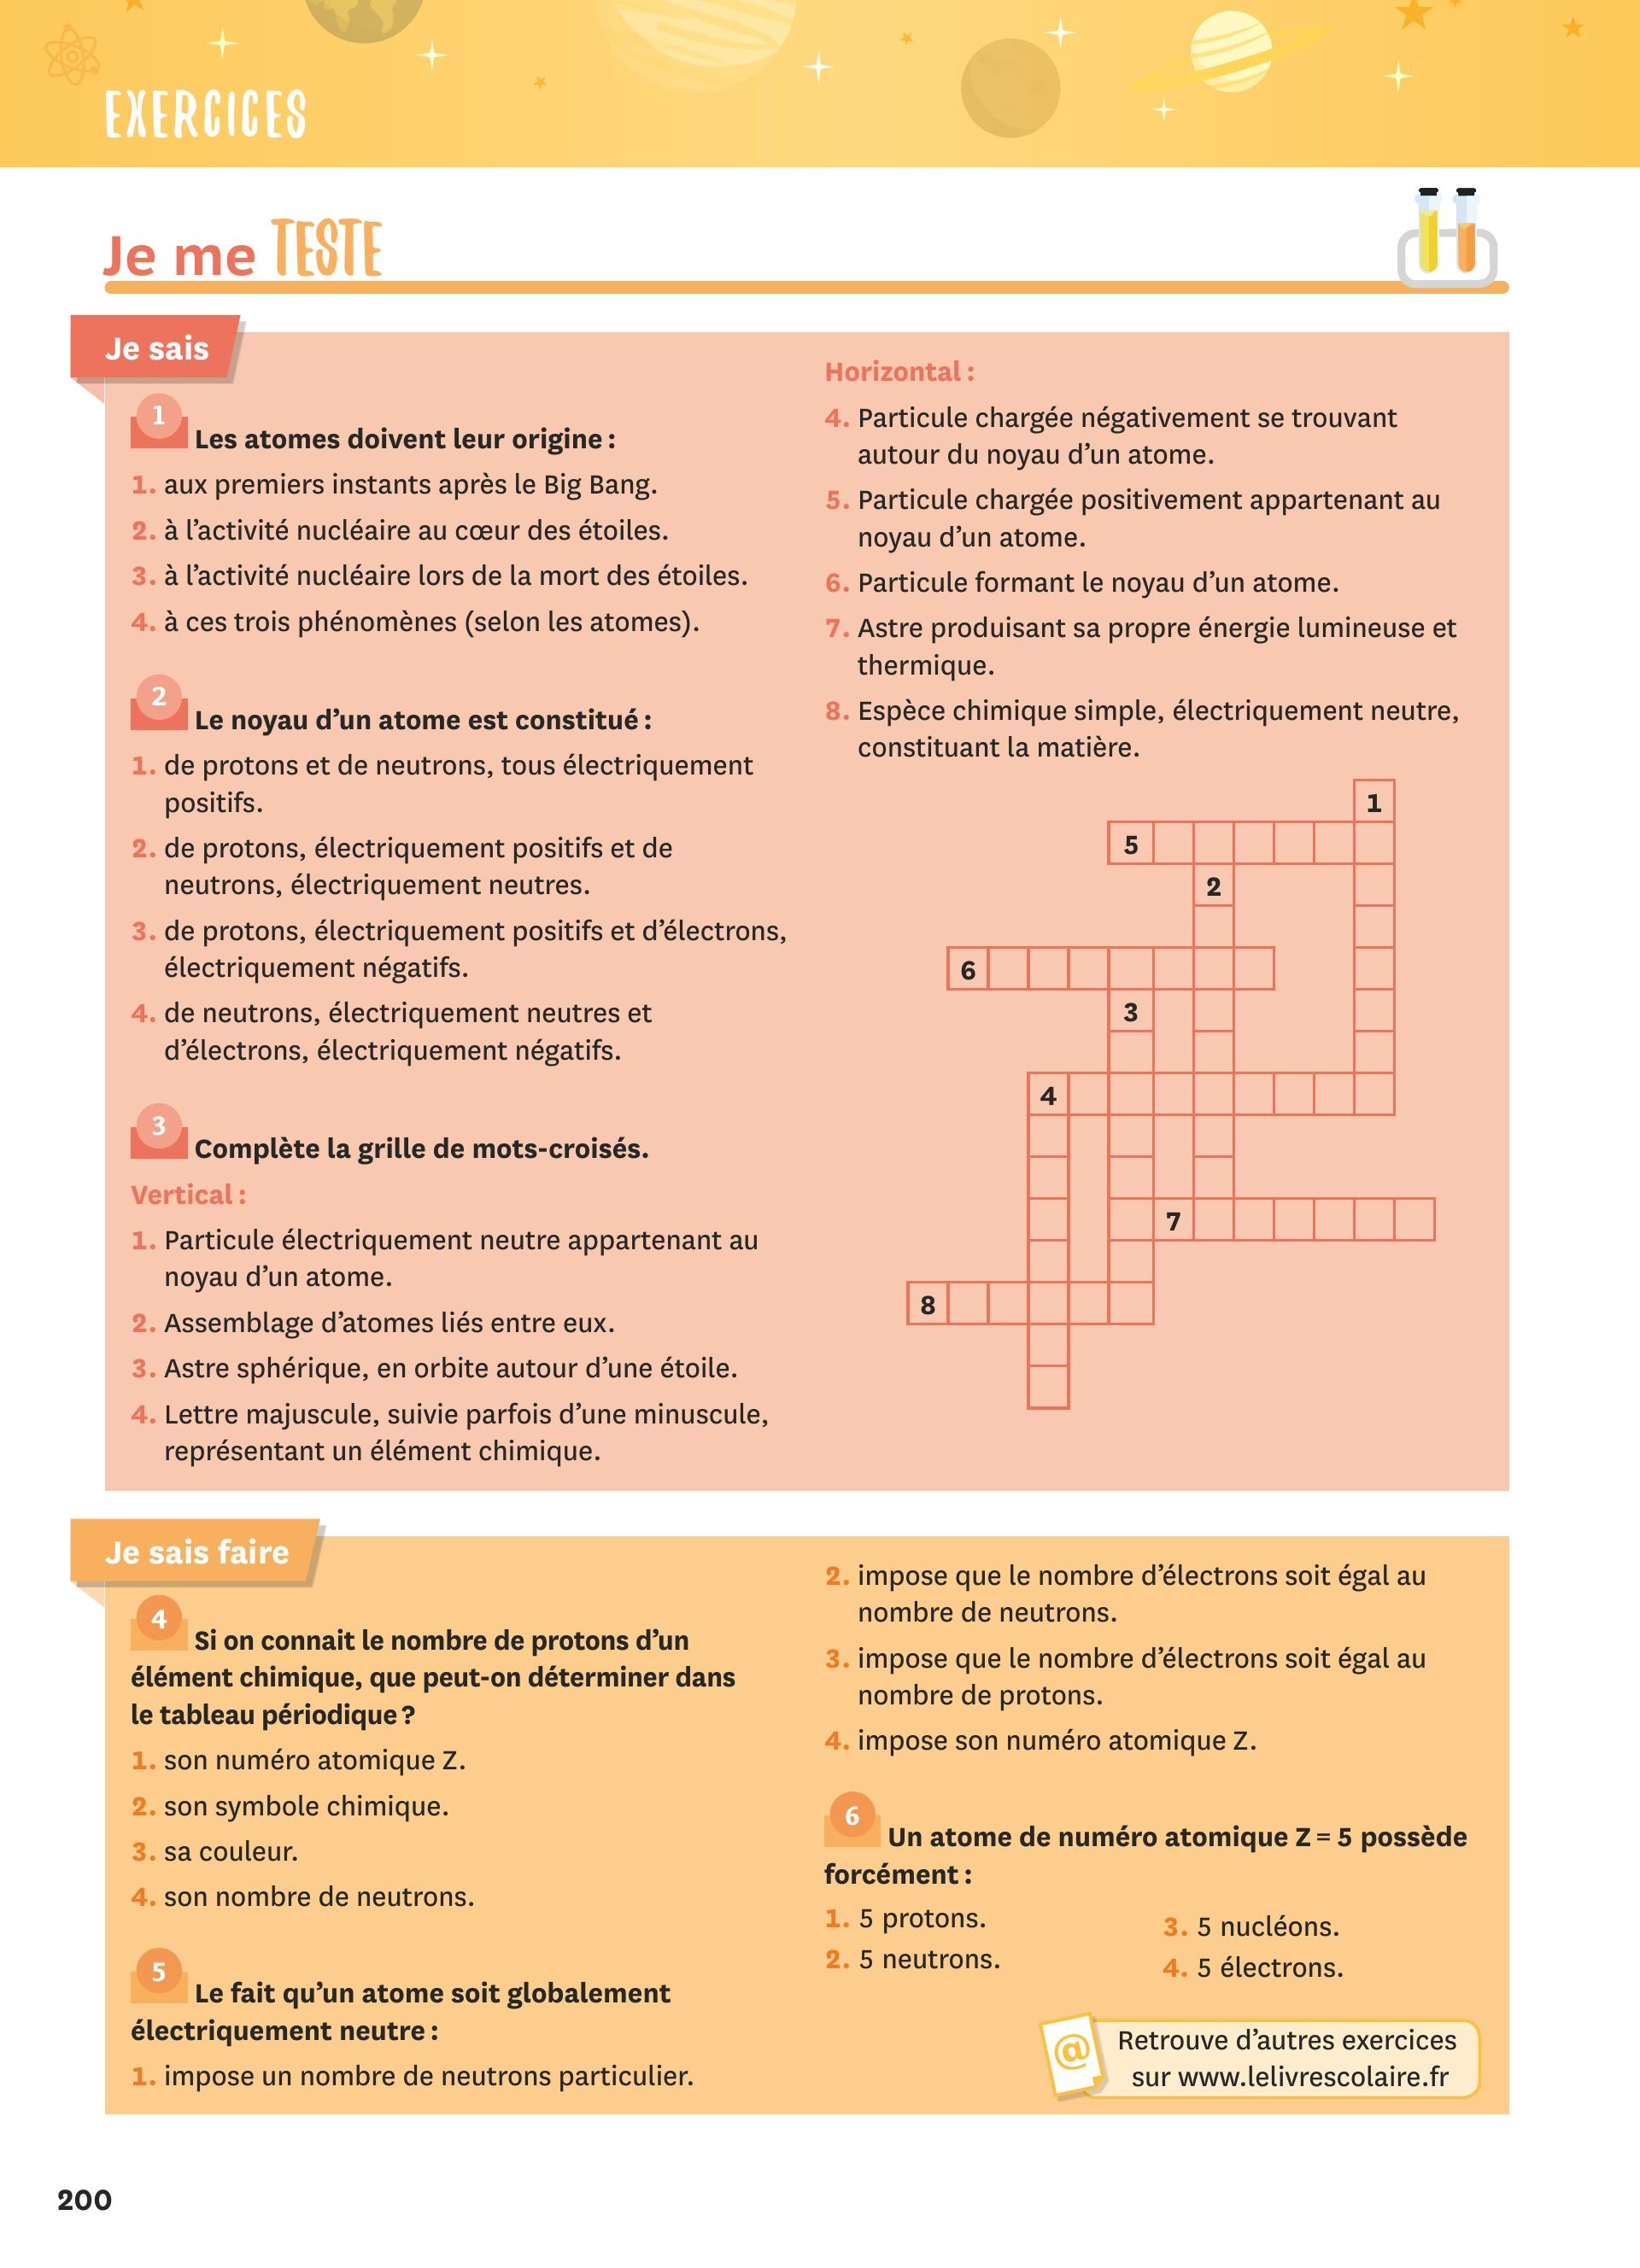 EXERCICES
Je me TESTE
Je sais
1 Les atomes doivent leur origine :
1. aux premiers instants après le Big Bang.
2. à l’activité nucléaire au cœur des étoiles.
3. à l’activité nucléaire lors de la mort des étoiles.
4. à ces trois phénomènes (selon les atomes).
2 Le noyau d’un atome est constitué :
1. de protons et de neutrons, tous électriquement
positifs.
2. de protons, électriquement positifs et de
neutrons, électriquement neutres.
3. de protons, électriquement positifs et d’électrons,
électriquement négatifs.
4. de neutrons, électriquement neutres et
d’électrons, électriquement négatifs.
3 Complète la grille de mots-croisés.
Vertical :
1. Particule électriquement neutre appartenant au
noyau d’un atome.
2. Assemblage d’atomes liés entre eux.
3. Astre sphérique, en orbite autour d’une étoile.
4. Lettre majuscule, suivie parfois d’une minuscule,
représentant un élément chimique.
Horizontal :
4. Particule chargée négativement se trouvant
autour du noyau d’un atome.
5. Particule chargée positivement appartenant au
noyau d’un atome.
6. Particule formant le noyau d’un atome.
7. Astre produisant sa propre énergie lumineuse et
thermique.
8. Espèce chimique simple, électriquement neutre,
constituant la matière.
1
5
2
6
3
4
7
8
Je sais faire
4 Si on connait le nombre de protons d’un
élément chimique, que peut-on déterminer dans
le tableau périodique ?
1. son numéro atomique Z.
2. son symbole chimique.
3. sa couleur.
4. son nombre de neutrons.
5 Le fait qu’un atome soit globalement
électriquement neutre :
1. impose un nombre de neutrons particulier.
2. impose que le nombre d’électrons soit égal au
nombre de neutrons.
3. impose que le nombre d’électrons soit égal au
nombre de protons.
4. impose son numéro atomique Z.
6 Un atome de numéro atomique Z = 5 possède
forcément :
1. 5 protons.
2. 5 neutrons.
3. 5 nucléons.
4. 5 électrons.
@ Retrouve d’autres exercices
sur www.lelivrescolaire.fr
200